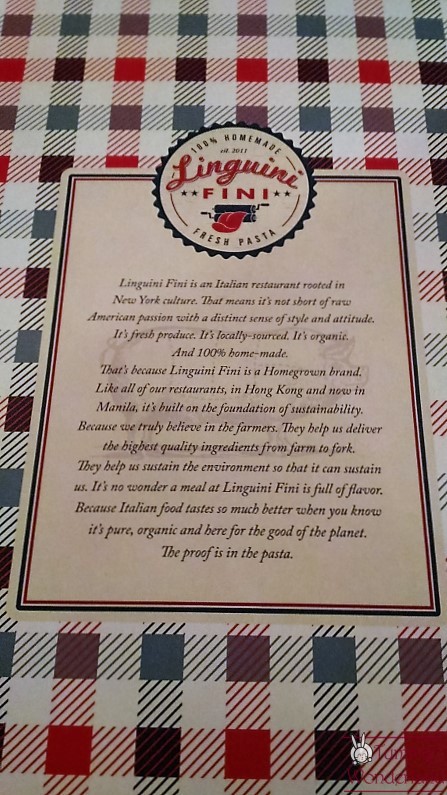 100% HOMEMADE
est. 2011
Linguini
FINI
FRESH PASTA
Linguini Fini is an Italian restaurant rooted in
New York culture. That means it's not short of raw
American passion with a distinct sense of style and attitude.
It's fresh produce. It's locally-sourced. It's organic.
And 100% home-made.
That's because Linguini Fini is a Homegrown brand.
Like all of our restaurants, in Hong Kong and now in
Manila, it's built on the foundation of sustainability.
Because we truly believe in the farmers. They help us deliver
the highest quality ingredients from farm to fork.
They help us sustain the environment so that it can sustain
us. It's no wonder a meal at Linguini Fini is full of flavor.
Because Italian food tastes so much better when you know
it's pure, organic and here for the good of the planet.
The proof is in the pasta.